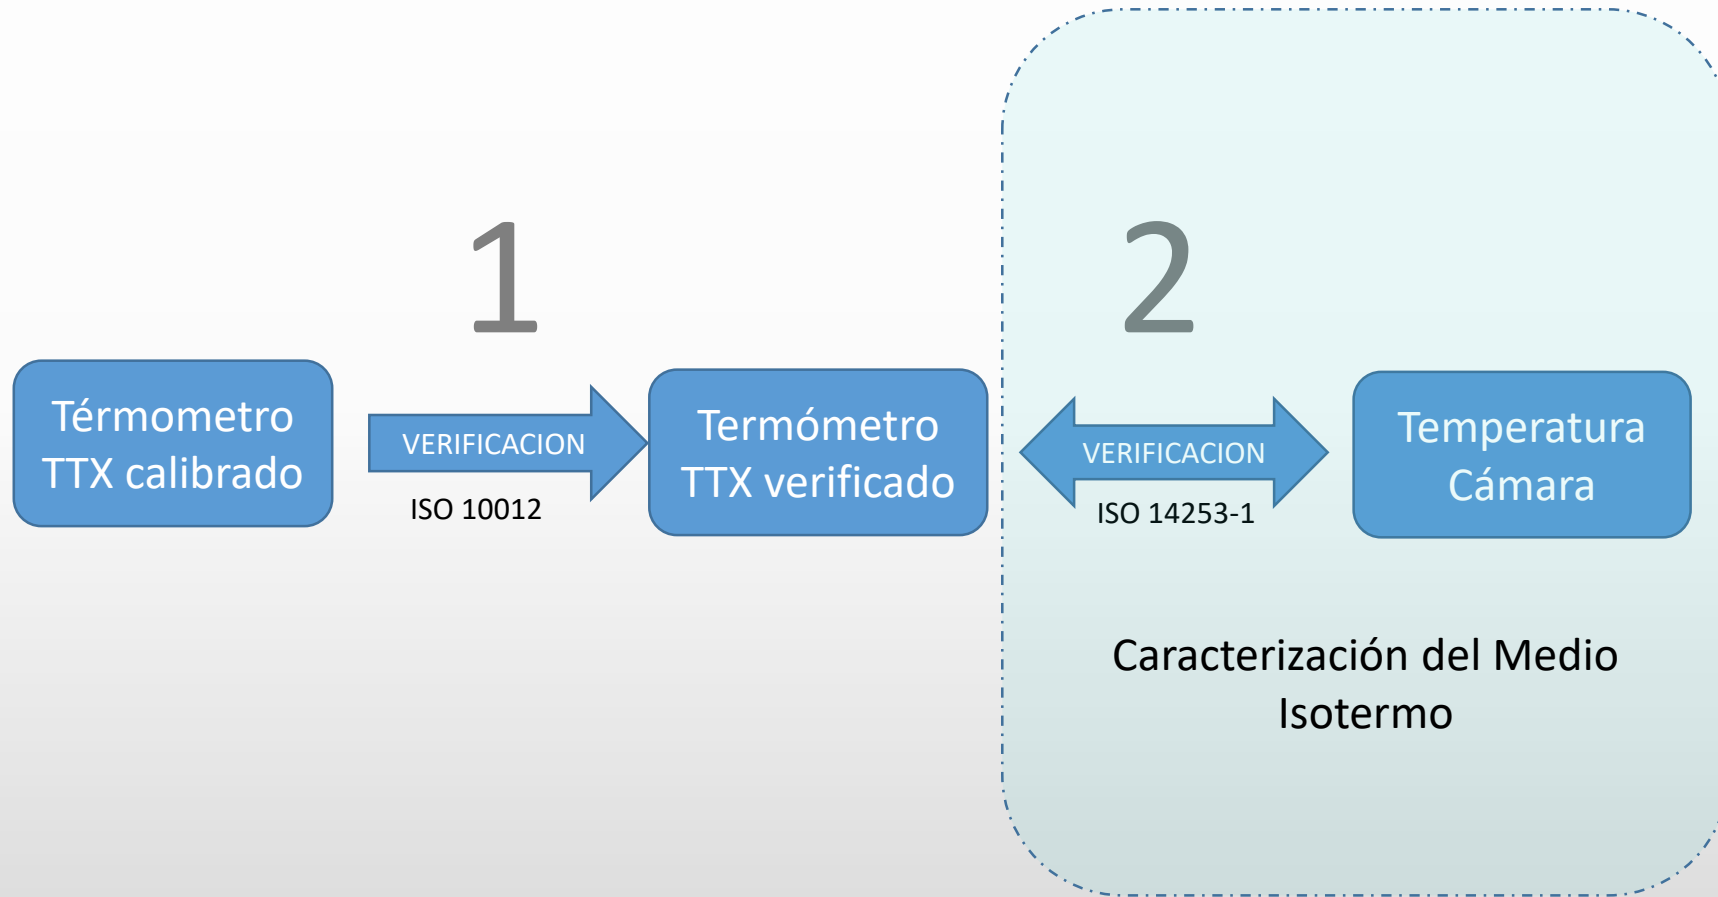 1
2
Térmometro
TTX calibrado
VERIFICACION
ISO 10012
Termómetro
TTX verificado
VERIFICACION
ISO 14253-1
Temperatura
Cámara
Caracterización del Medio
Isotermo